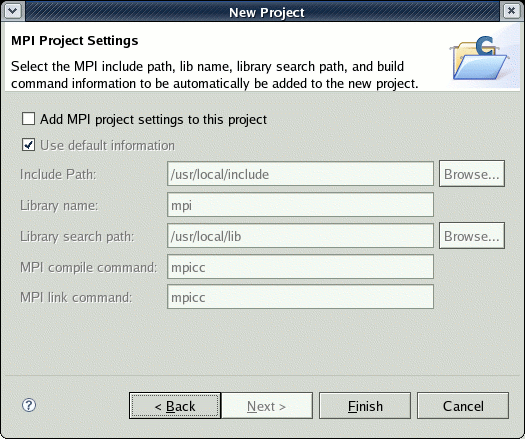 New Project
MPI Project Settings
C
Select the MPI include path, lib name, library search path, and build
command information to be automatically be added to the new project.
Add MPI project settings to this project
Use default information
Include Path: /usr/local/include Browse...
Library name: mpi
Library search path: /usr/local/lib Browse...
MPI compile command: mpicc
MPI link command: mpicc
? < Back Next > Finish Cancel